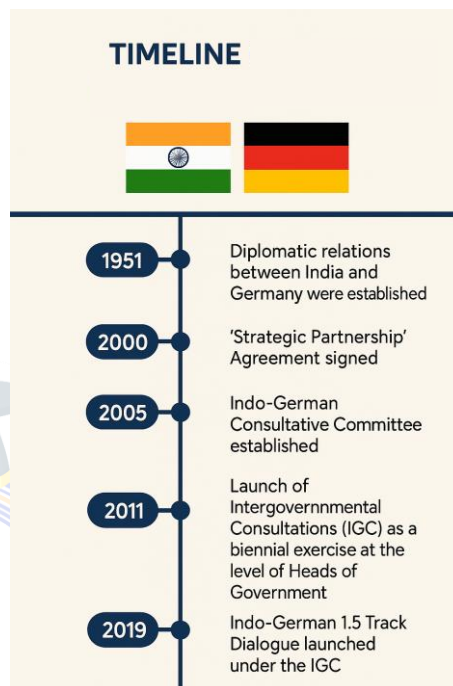 TIMELINE
1951
Diplomatic relations
between India and
Germany were established
2000
'Strategic Partnership'
Agreement signed
2005
Indo-German
Consultative Committee
established
2011
Launch of
Intergovernnmental
Consultations (IGC) as a
biennial exercise at the
level of Heads of
Government
2019
Indo-German 1.5 Track
Dialogue launched
under the IGC